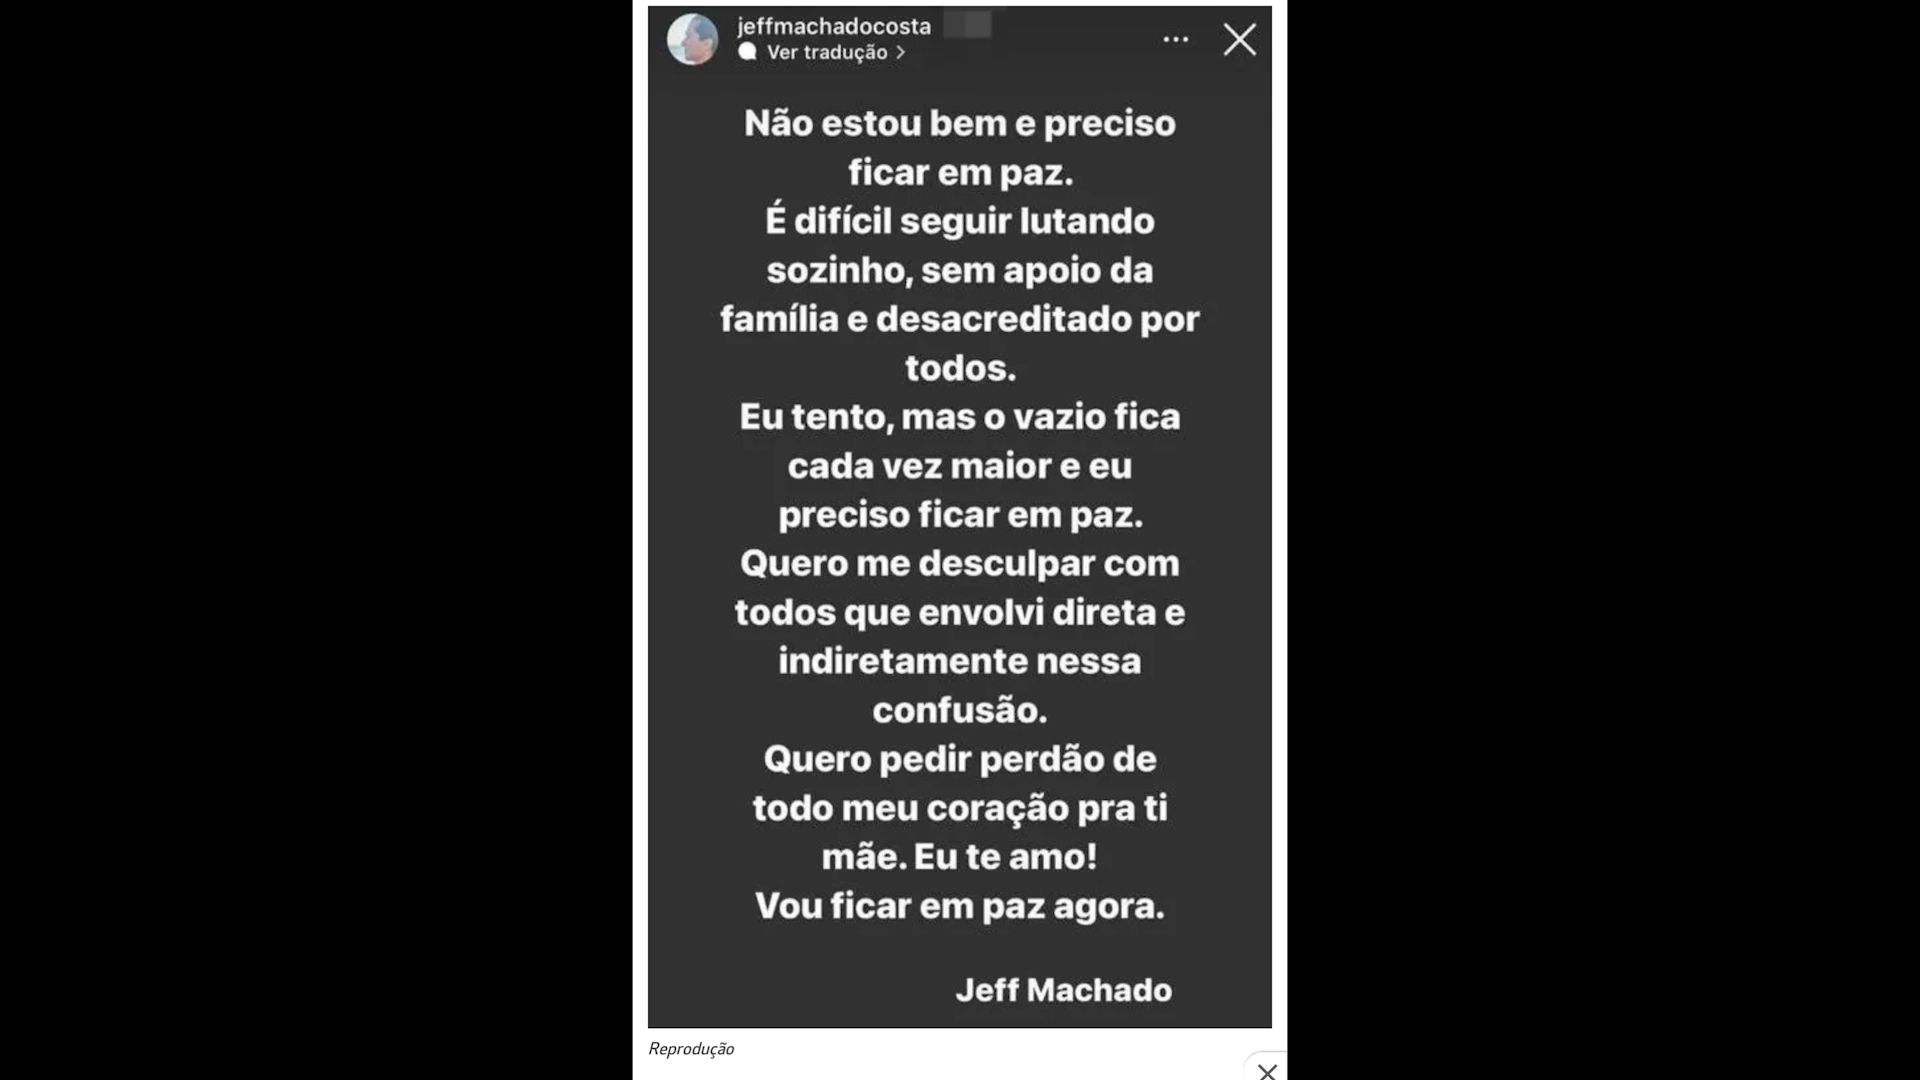 jeffmachadocosta
Ver tradução >
Não estou bem e preciso
ficar em paz.
É difícil seguir lutando
sozinho, sem apoio da
família e desacreditado por
todos.
Eu tento, mas o vazio fica
cada vez maior e eu
preciso ficar em paz.
Quero me desculpar com
todos que envolvi direta e
indiretamente nessa
confusão.
Quero pedir perdão de
todo meu coração pra ti
mãe. Eu te amo!
Vou ficar em paz agora.
Jeff Machado
Reprodução